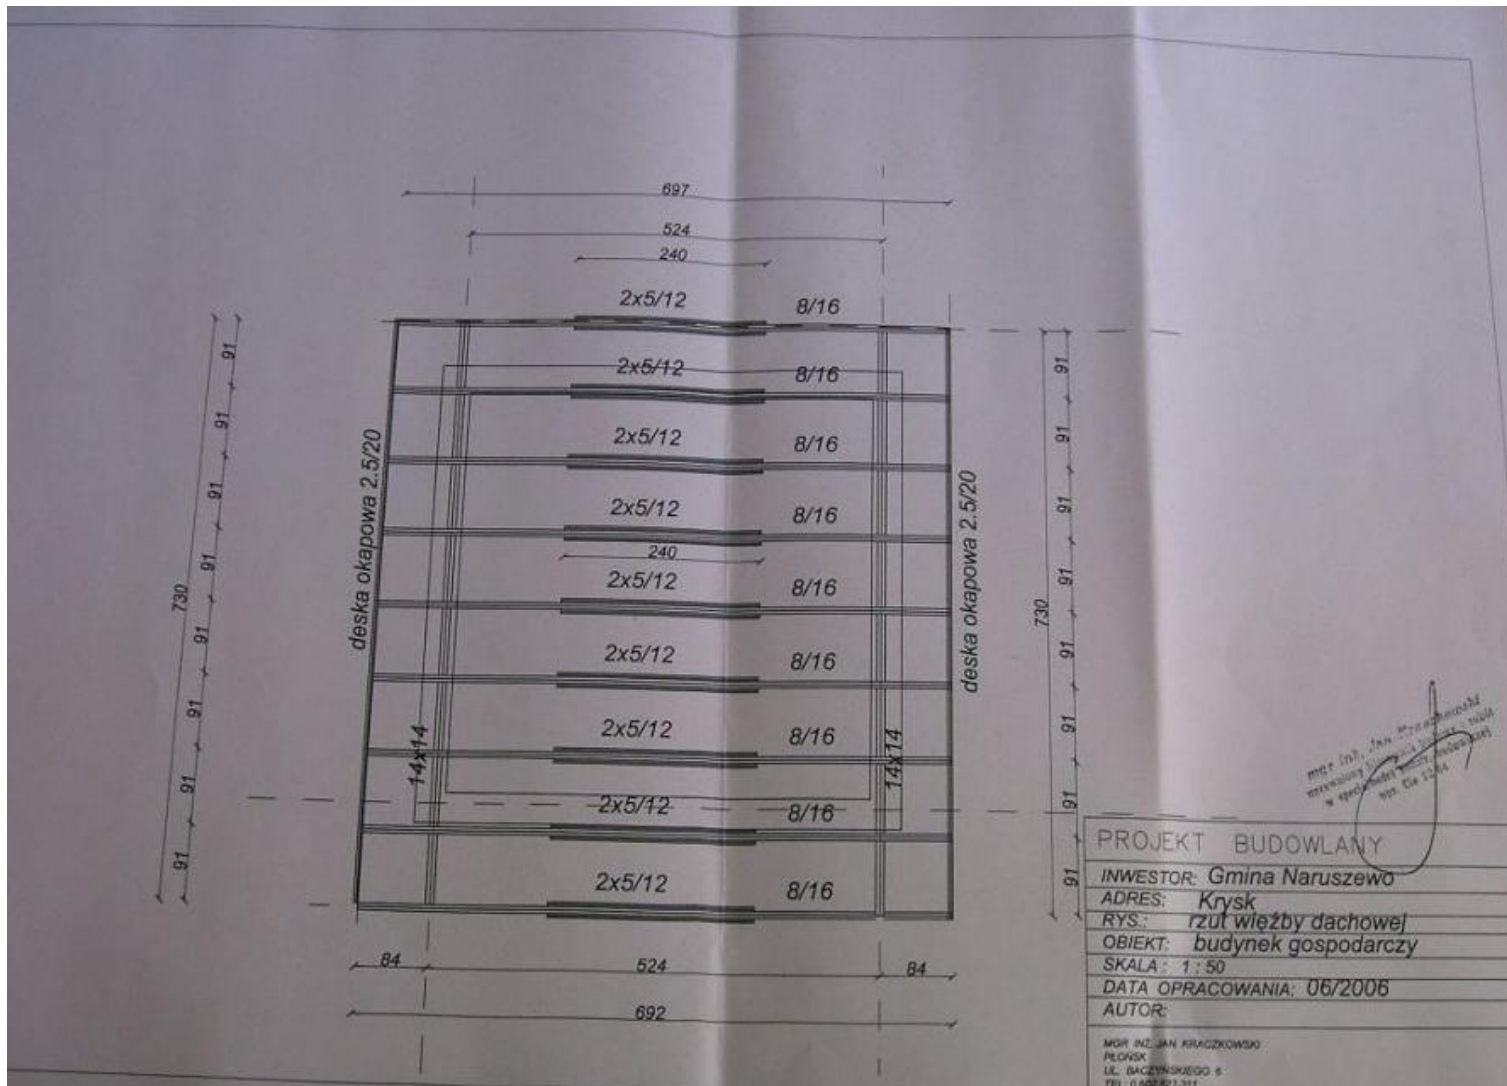 697
524
240
2x5/12 8/16
91 2x5/12 8/16 91
91 2x5/12 8/16 91
91 2x5/12 8/16 91
240
91 2x5/12 8/16 91
91 2x5/12 8/16 91
91 2x5/12 8/16 91
91 2x5/12 8/16 91
91 2x5/12 8/16 91
730
730
deska okapowa 2.5/20
deska okapowa 2.5/20
14x14
14x14
84 524 84
692
mgr inż. Jan Kraczkowski
PROJEKT BUDOWLANY
INWESTOR: Gmina Naruszewo
ADRES: Krysk
RYS.: rzut więźby dachowej
OBIEKT: budynek gospodarczy
SKALA: 1 : 50
DATA OPRACOWANIA: 06/2006
AUTOR:
MGR INŻ. JAN KRACZKOWSKI
PŁOŃSK
UL. BACZYŃSKIEGO 6